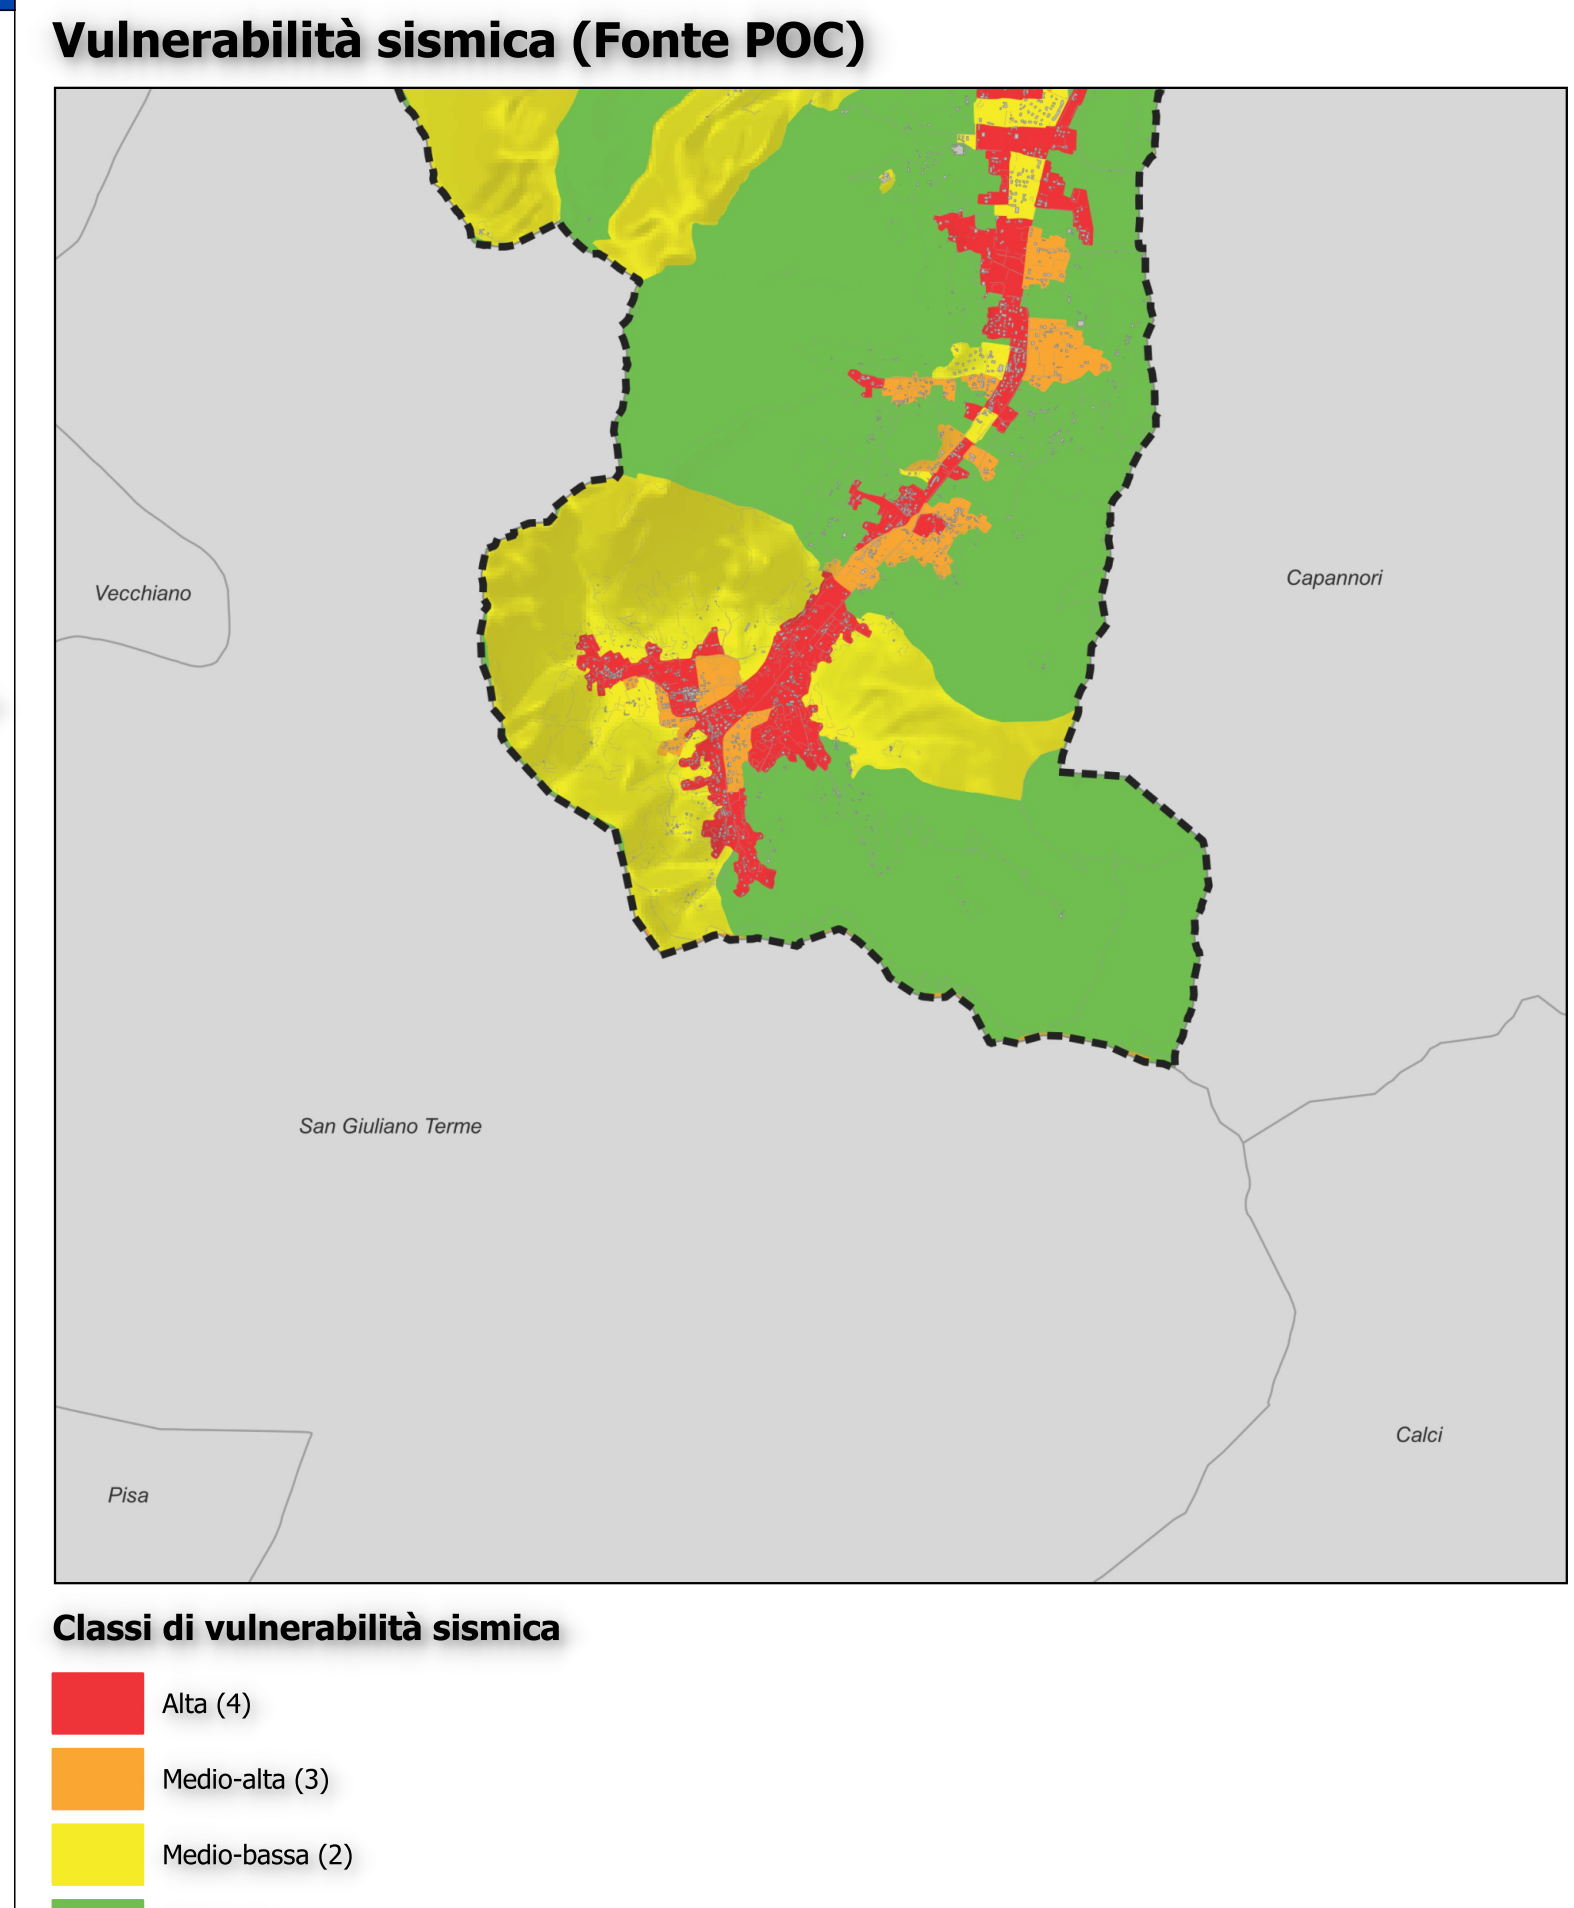 Vulnerabilità sismica (Fonte POC)
Capannori
Vecchiano
San Giuliano Terme
Calci
Pisa
Classi di vulnerabilità sismica
Alta (4)
Medio-alta (3)
Medio-bassa (2)